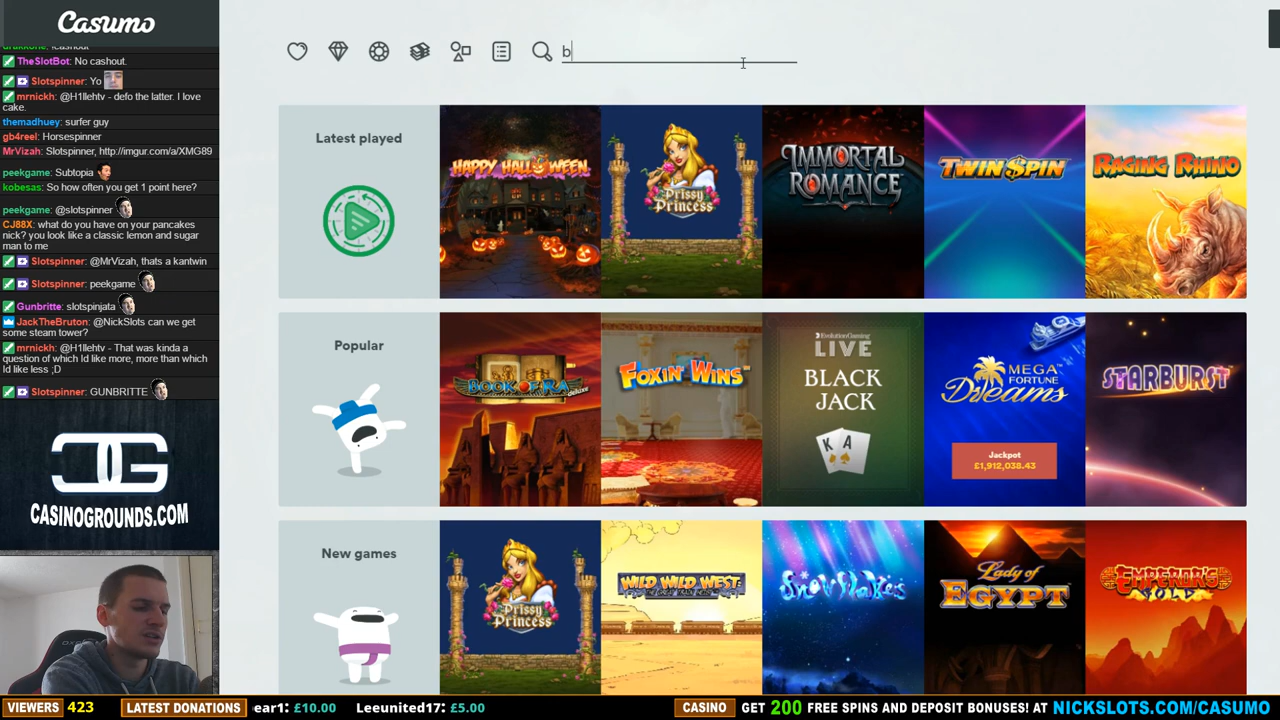 Casumo
TheSlotBot: No cashout.
Slotspinner: Yo
mrnickh: @H1llehtv - defo the latter. I love
cake.
themadhuey: surfer guy
gb4reel: Horsespinner
MrVizah: Slotspinner, http://imgur.com/a/XMG89
peekgame: Subtopia
kobesas: So how often you get 1 point here?
peekgame: @slotspinner
CJ88X: what do you have on your pancakes
nick? you look like a classic lemon and sugar
man to me
Slotspinner: @MrVizah, thats a kantwin
Slotspinner: peekgame
Gunbritte: slotspinjata
JackTheBruton: @NickSlots can we get
some steam tower?
mrnickh: @H1llehtv - That was kinda a
question of which Id like more, more than which
Id like less ;D
Slotspinner: GUNBRITTE
CG
CASINOGROUNDS.COM
b
Latest played
HAPPY HALLOWEEN
Prissy
Princess
IMMORTAL
ROMANCE
TWIN SPIN
RAGING RHINO
Popular
BOOK OF RA
deluxe
FOXIN' WINS
Evolution Gaming
LIVE
BLACK
JACK
K A
MEGA
FORTUNE
Dreams
Jackpot
£1,912,038.43
STARBURST
New games
Prissy
Princess
WILD WILD WEST
THE GREAT TRAIN HEIST
Snowflakes
Lady of
EGYPT
EMPEROR'S
GOLD
VIEWERS 423
LATEST DONATIONS
ear1: £10.00 Leeunited17: £5.00
CASINO
GET 200 FREE SPINS AND DEPOSIT BONUSES! AT NICKSLOTS.COM/CASUMO